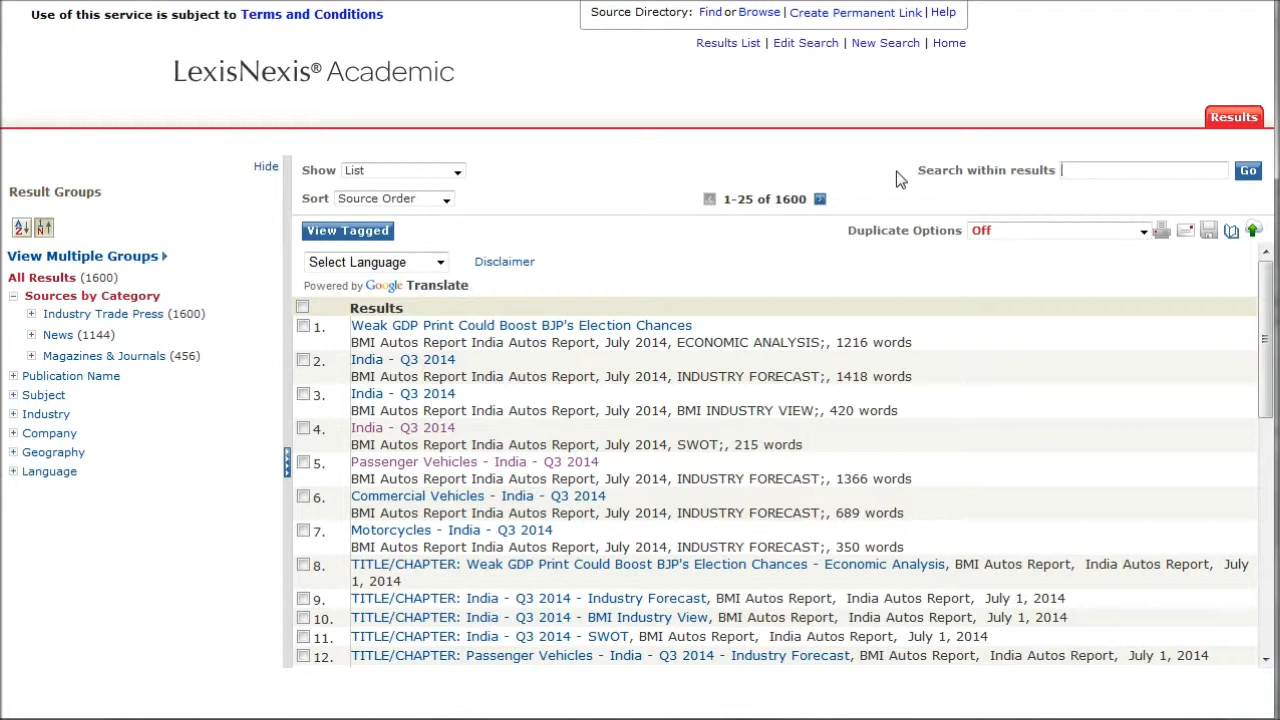 Use of this service is subject to Terms and Conditions
Source Directory: Find or Browse | Create Permanent Link | Help
Results List | Edit Search | New Search | Home
LexisNexis® Academic
Results
Hide
Result Groups
View Multiple Groups
All Results (1600)
Sources by Category
Industry Trade Press (1600)
News (1144)
Magazines & Journals (456)
Publication Name
Subject
Industry
Company
Geography
Language
Show List
Search within results Go
Sort Source Order
1-25 of 1600
View Tagged
Duplicate Options Off
Select Language Disclaimer
Powered by Google Translate
Results
1. Weak GDP Print Could Boost BJP's Election Chances
BMI Autos Report India Autos Report, July 2014, ECONOMIC ANALYSIS;, 1216 words
2. India - Q3 2014
BMI Autos Report India Autos Report, July 2014, INDUSTRY FORECAST;, 1418 words
3. India - Q3 2014
BMI Autos Report India Autos Report, July 2014, BMI INDUSTRY VIEW;, 420 words
4. India - Q3 2014
BMI Autos Report India Autos Report, July 2014, SWOT;, 215 words
5. Passenger Vehicles - India - Q3 2014
BMI Autos Report India Autos Report, July 2014, INDUSTRY FORECAST;, 1366 words
6. Commercial Vehicles - India - Q3 2014
BMI Autos Report India Autos Report, July 2014, INDUSTRY FORECAST;, 689 words
7. Motorcycles - India - Q3 2014
BMI Autos Report India Autos Report, July 2014, INDUSTRY FORECAST;, 350 words
8. TITLE/CHAPTER: Weak GDP Print Could Boost BJP's Election Chances - Economic Analysis, BMI Autos Report, India Autos Report, July
1, 2014
9. TITLE/CHAPTER: India - Q3 2014 - Industry Forecast, BMI Autos Report, India Autos Report, July 1, 2014
10. TITLE/CHAPTER: India - Q3 2014 - BMI Industry View, BMI Autos Report, India Autos Report, July 1, 2014
11. TITLE/CHAPTER: India - Q3 2014 - SWOT, BMI Autos Report, India Autos Report, July 1, 2014
12. TITLE/CHAPTER: Passenger Vehicles - India - Q3 2014 - Industry Forecast, BMI Autos Report, India Autos Report, July 1, 2014